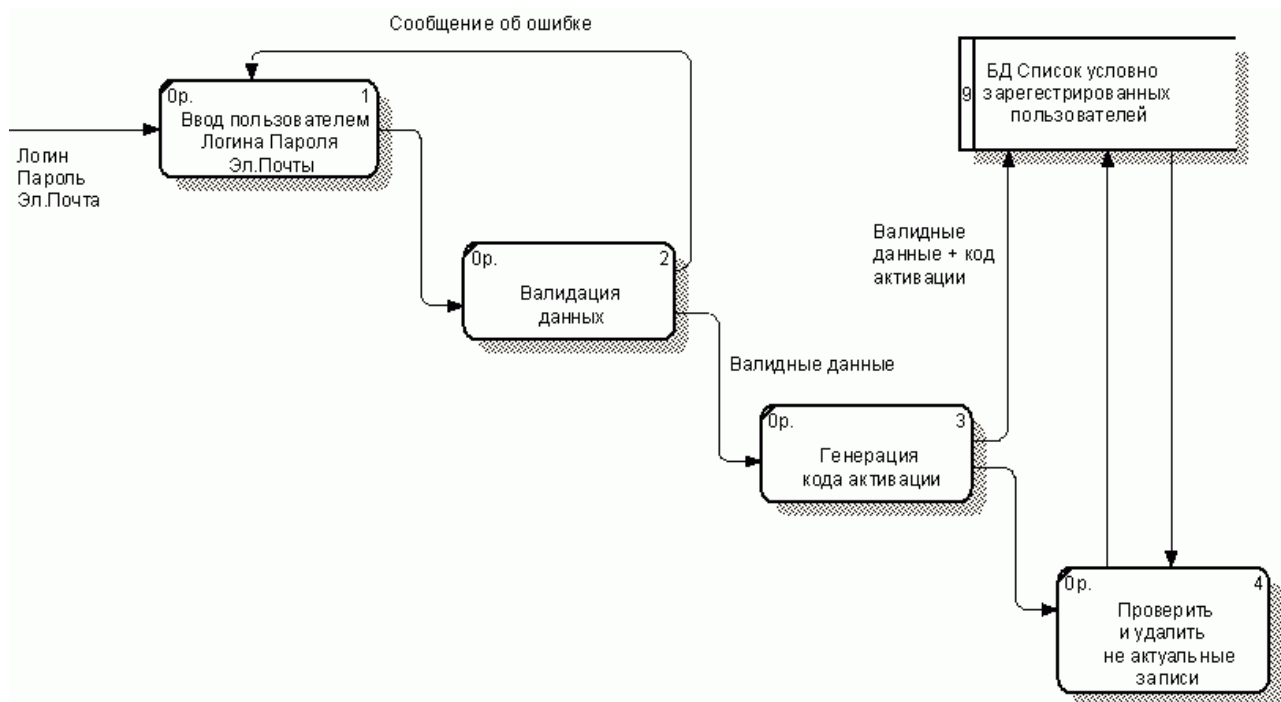 Сообщение об ошибке
0р.
1
Ввод пользователем
Логина Пароля
Эл.Почты
Логин
Пароль
Эл.Почта
9
БД Список условно
зарегестрированных
пользователей
Валидные
данные + код
активации
0р.
2
Валидация
данных
Валидные данные
0р.
3
Генерация
кода активации
0р.
4
Проверить
и удалить
не актуальные
записи